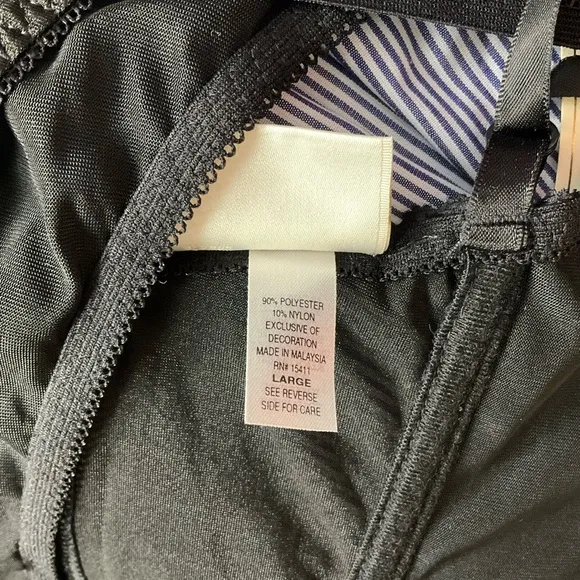 90% POLYESTER
10% NYLON
EXCLUSIVE OF
DECORATION
MADE IN MALAYSIA
RN# 15411
LARGE
SEE REVERSE
SIDE FOR CARE